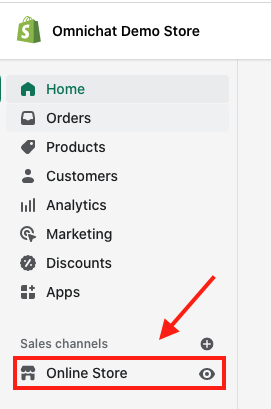 Omnichat Demo Store
Home
Orders
Products
Customers
Analytics
Marketing
Discounts
Apps
Sales channels
Online Store